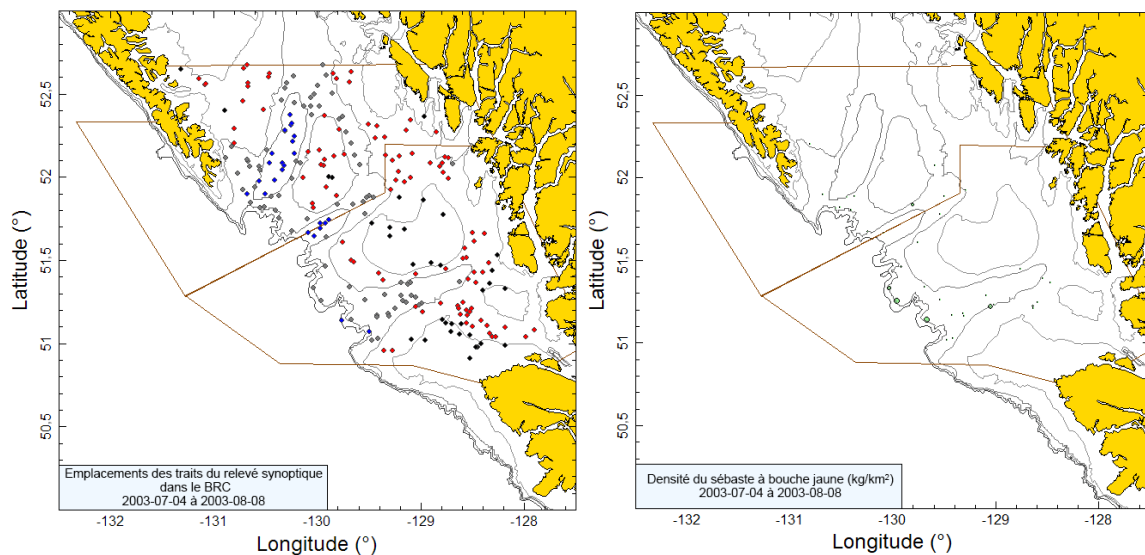 Latitude (°)
52.5
52
51.5
51
50.5
Emplacements des traits du relevé synoptique
dans le BRC
2003-07-04 à 2003-08-08
-132
-131
-130
-129
-128
Longitude (°)
Latitude (°)
52.5
52
51.5
51
50.5
Densité du sébaste à bouche jaune (kg/km²)
2003-07-04 à 2003-08-08
-132
-131
-130
-129
-128
Longitude (°)